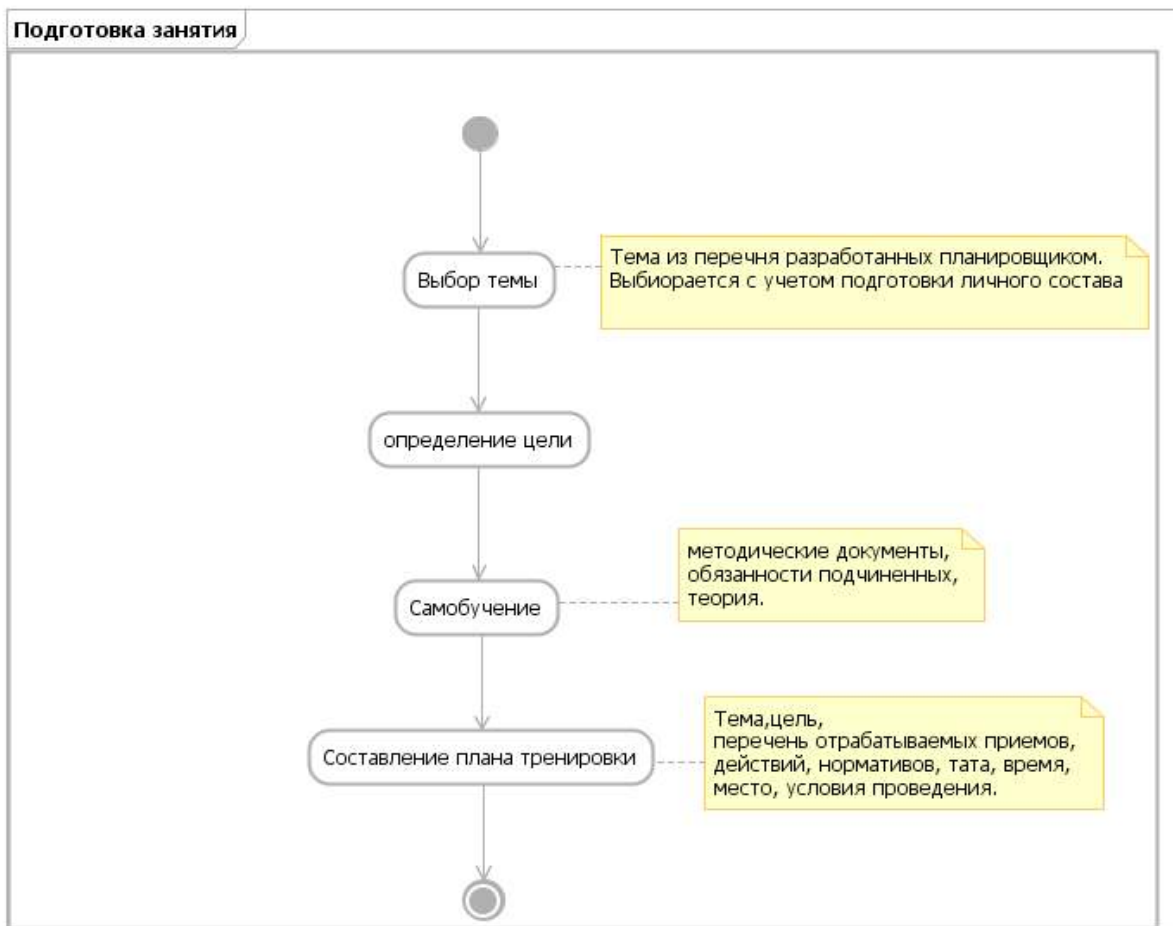 Подготовка занятия
Выбор темы
Тема из перечня разработанных планировщиком.
Выбиорается с учетом подготовки личного состава
определение цели
методические документы,
обязанности подчиненных,
теория.
Самобучение
Тема,цель,
перечень отрабатываемых приемов,
действий, нормативов, тата, время,
место, условия проведения.
Составление плана тренировки